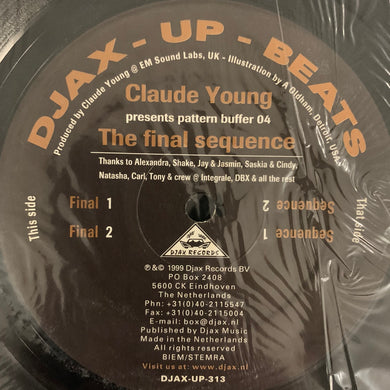 DJAX - UP - BEATS
Produced by Claude Young @ EM Sound Labs, UK - Illustration by A Oldham, Detroit, USA
Claude Young
presents pattern buffer 04
The final sequence
Thanks to Alexandra, Shake, Jay & Jasmin, Saskia & Cindy,
Natasha, Carl, Tony & crew @ Integrale, DBX & all the rest
This side
Final 1
Final 2
That side
Sequence 1
Sequence 2
DJAX RECORDS
℗ & © 1999 Djax Records BV
PO Box 2408
5600 CK Eindhoven
The Netherlands
Phn: +31(0)40-2117547
Fax: +31(0)40-2115004
E-mail: box@djax.nl
Published by Djax Music
Made in the Netherlands
All rights reserved
BIEM/STEMRA
Visit us at: www.djax.nl
DJAX-UP-313